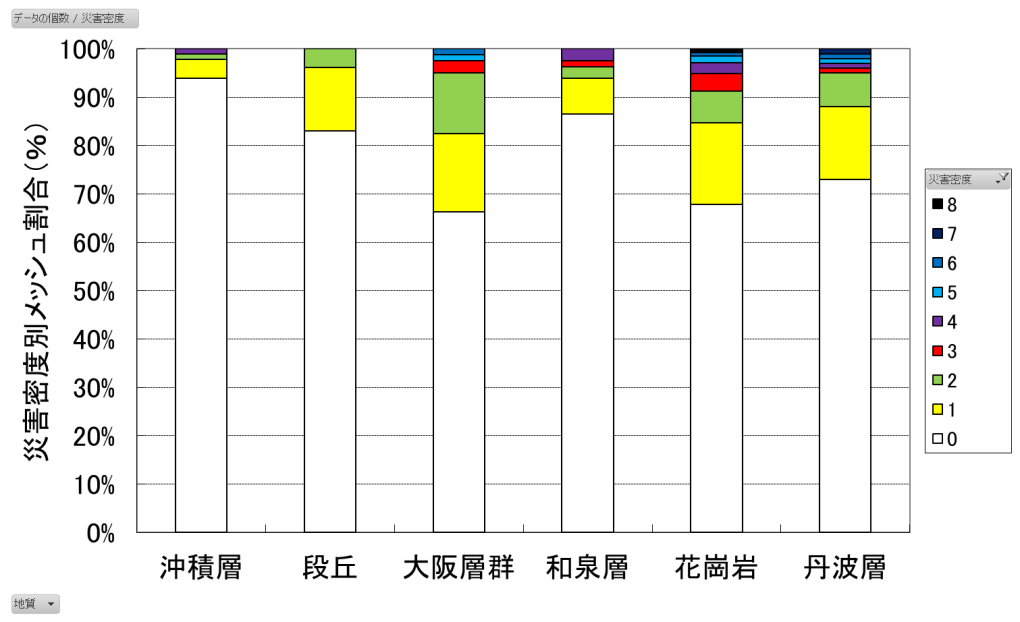 データの個数 / 災害密度
災害密度別メッシュ割合(%)
100%
90%
80%
70%
60%
50%
40%
30%
20%
10%
0%
沖積層
段丘
大阪層群
和泉層
花崗岩
丹波層
災害密度
8
7
6
5
4
3
2
1
0
地質